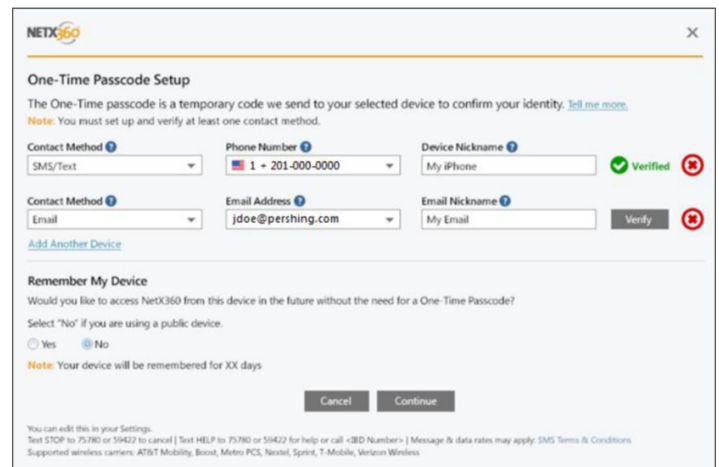 NETX360
One-Time Passcode Setup
The One-Time passcode is a temporary code we send to your selected device to confirm your identity. Tell me more.
Note: You must set up and verify at least one contact method.
Contact Method ? Phone Number ? Device Nickname ?
SMS/Text 1 + 201-000-0000 My iPhone Verified
Contact Method ? Email Address ? Email Nickname ?
Email jdoe@pershing.com My Email Verify
Add Another Device
Remember My Device
Would you like to access NetX360 from this device in the future without the need for a One-Time Passcode?
Select "No" if you are using a public device.
Yes No
Note: Your device will be remembered for XX days
Cancel Continue
You can edit this in your Settings.
Text STOP to 75780 or 59422 to cancel | Text HELP to 75780 or 59422 for help or call <IBD Number> | Message & data rates may apply: SMS Terms & Conditions
Supported wireless carriers: AT&T Mobility, Boost, Metro PCS, Nextel, Sprint, T-Mobile, Verizon Wireless